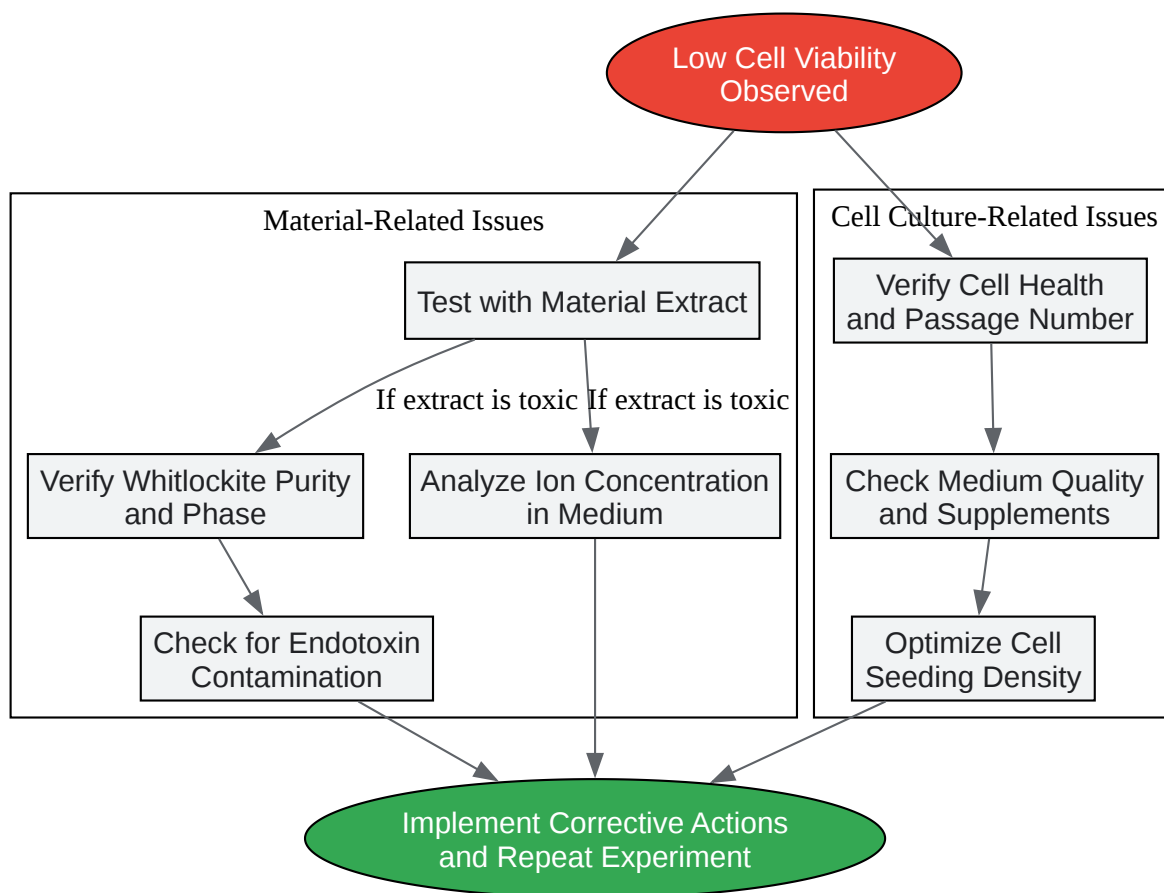 Low Cell Viability
Observed
Material-Related Issues
Cell Culture-Related Issues
Test with Material Extract
Verify Cell Health
and Passage Number
If extract is toxic
If extract is toxic
Verify Whitlockite Purity
and Phase
Analyze Ion Concentration
in Medium
Check Medium Quality
and Supplements
Check for Endotoxin
Contamination
Optimize Cell
Seeding Density
Implement Corrective Actions
and Repeat Experiment